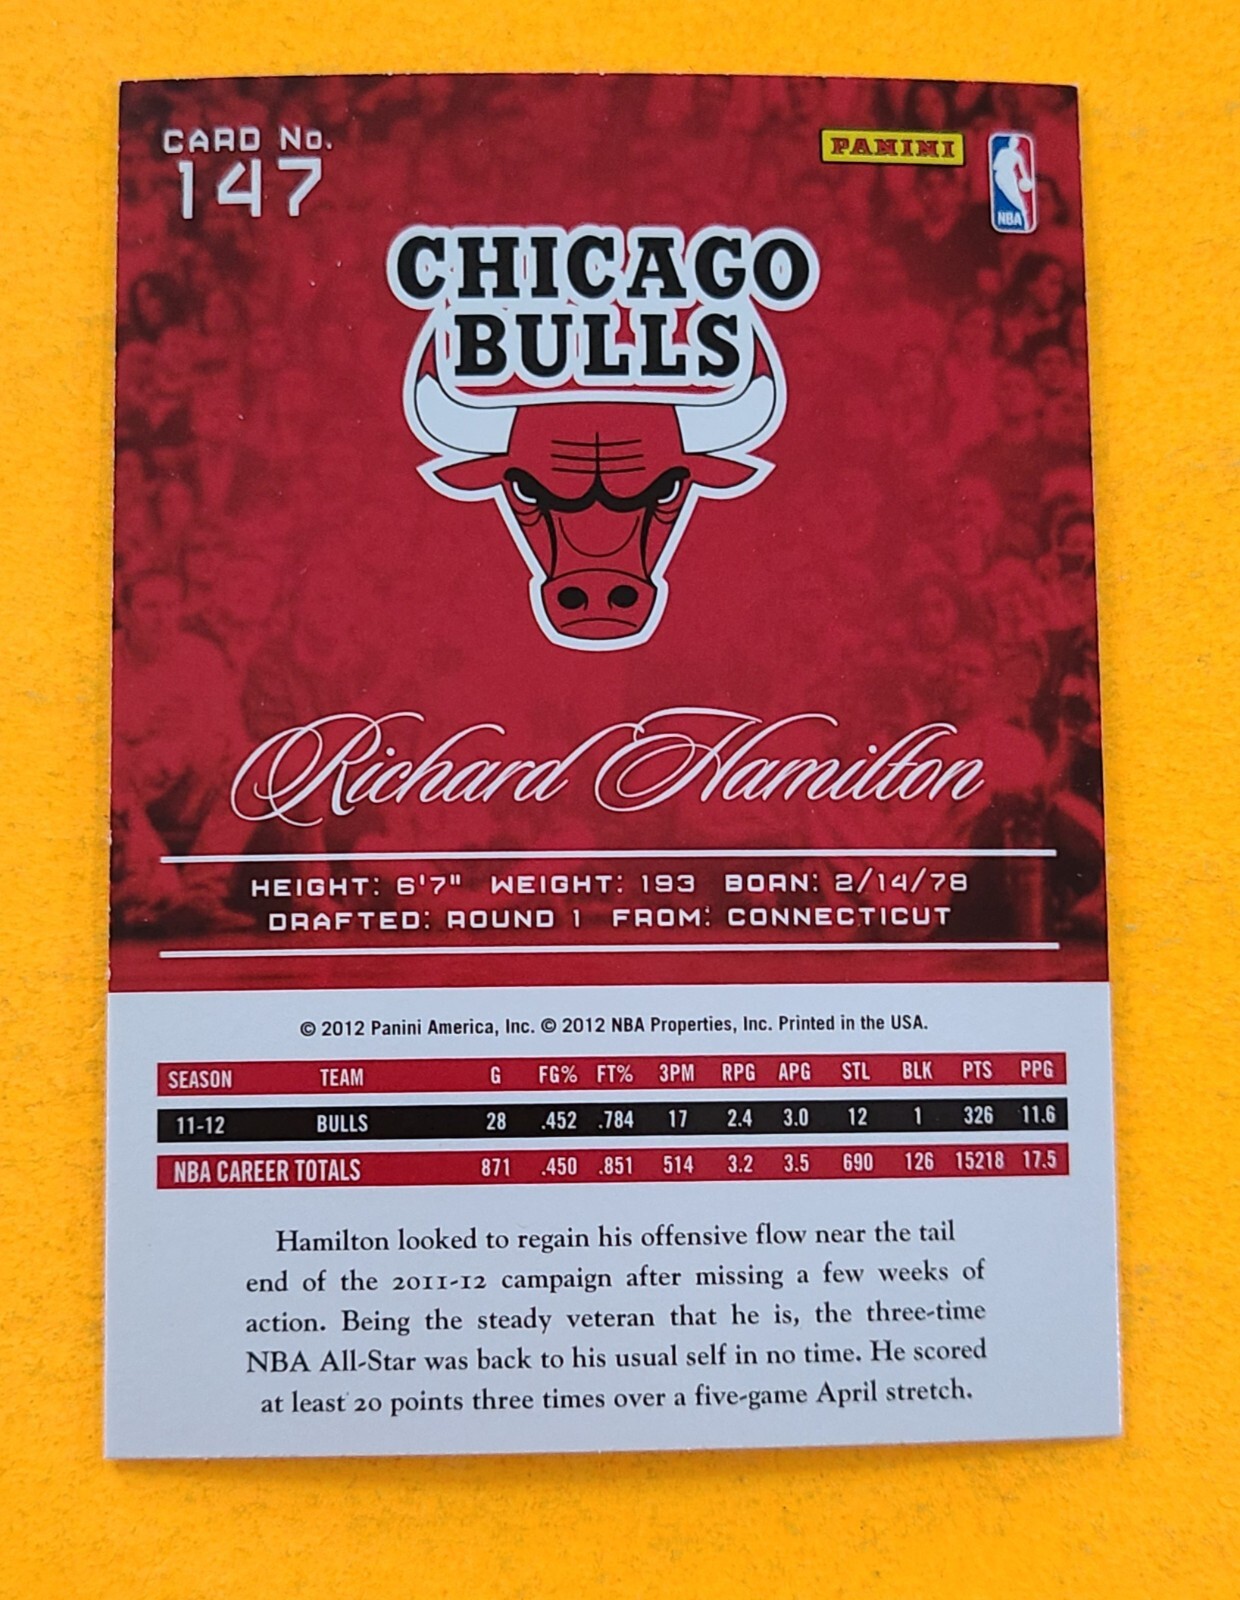 CARD No.
147
PANINI
NBA
CHICAGO
BULLS
Richard Hamilton
HEIGHT: 6'7" WEIGHT: 193 BORN: 2/14/78
DRAFTED: ROUND 1 FROM: CONNECTICUT
© 2012 Panini America, Inc. © 2012 NBA Properties, Inc. Printed in the USA.
SEASON TEAM G FG% FT% 3PM RPG APG STL BLK PTS PPG
11-12 BULLS 28 .452 .784 17 2.4 3.0 12 1 326 11.6
NBA CAREER TOTALS 871 .450 .851 514 3.2 3.5 690 126 15218 17.5
Hamilton looked to regain his offensive flow near the tail
end of the 2011-12 campaign after missing a few weeks of
action. Being the steady veteran that he is, the three-time
NBA All-Star was back to his usual self in no time. He scored
at least 20 points three times over a five-game April stretch.